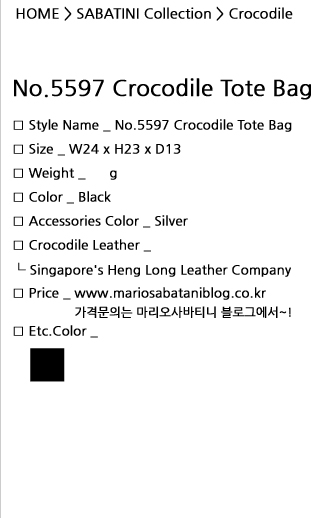 HOME > SABATINI Collection > Crocodile
No.5597 Crocodile Tote Bag
□ Style Name _ No.5597 Crocodile Tote Bag
□ Size _ W24 x H23 x D13
□ Weight _ g
□ Color _ Black
□ Accessories Color _ Silver
□ Crocodile Leather _
└ Singapore's Heng Long Leather Company
□ Price _ www.mariosabataniblog.co.kr
가격문의는 마리오사바티니 블로그에서~!
□ Etc.Color _